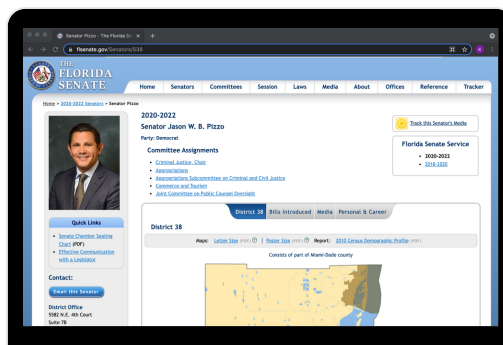 Senator Pizzo - The Florida Se
flsenate.gov/Senators/S38
THE
FLORIDA
SENATE
Home Senators Committees Session Laws Media About Offices Reference Tracker
Home > 2020-2022 Senators > Senator Pizzo
2020-2022
Senator Jason W. B. Pizzo
Party: Democrat
Committee Assignments
Criminal Justice, Chair
Appropriations
Appropriations Subcommittee on Criminal and Civil Justice
Commerce and Tourism
Joint Committee on Public Counsel Oversight
Track this Senator's Media
Florida Senate Service
2020-2022
2018-2020
Quick Links
Senate Chamber Seating
Chart (PDF)
Effective Communication
with a Legislator
Contact:
Email this Senator
District Office
5582 N.E. 4th Court
Suite 7B
District 38 Bills Introduced Media Personal & Career
District 38
Maps: Letter Size (PDF) | Poster Size (PDF) Report: 2010 Census Demographic Profile (PDF)
Consists of part of Miami-Dade county